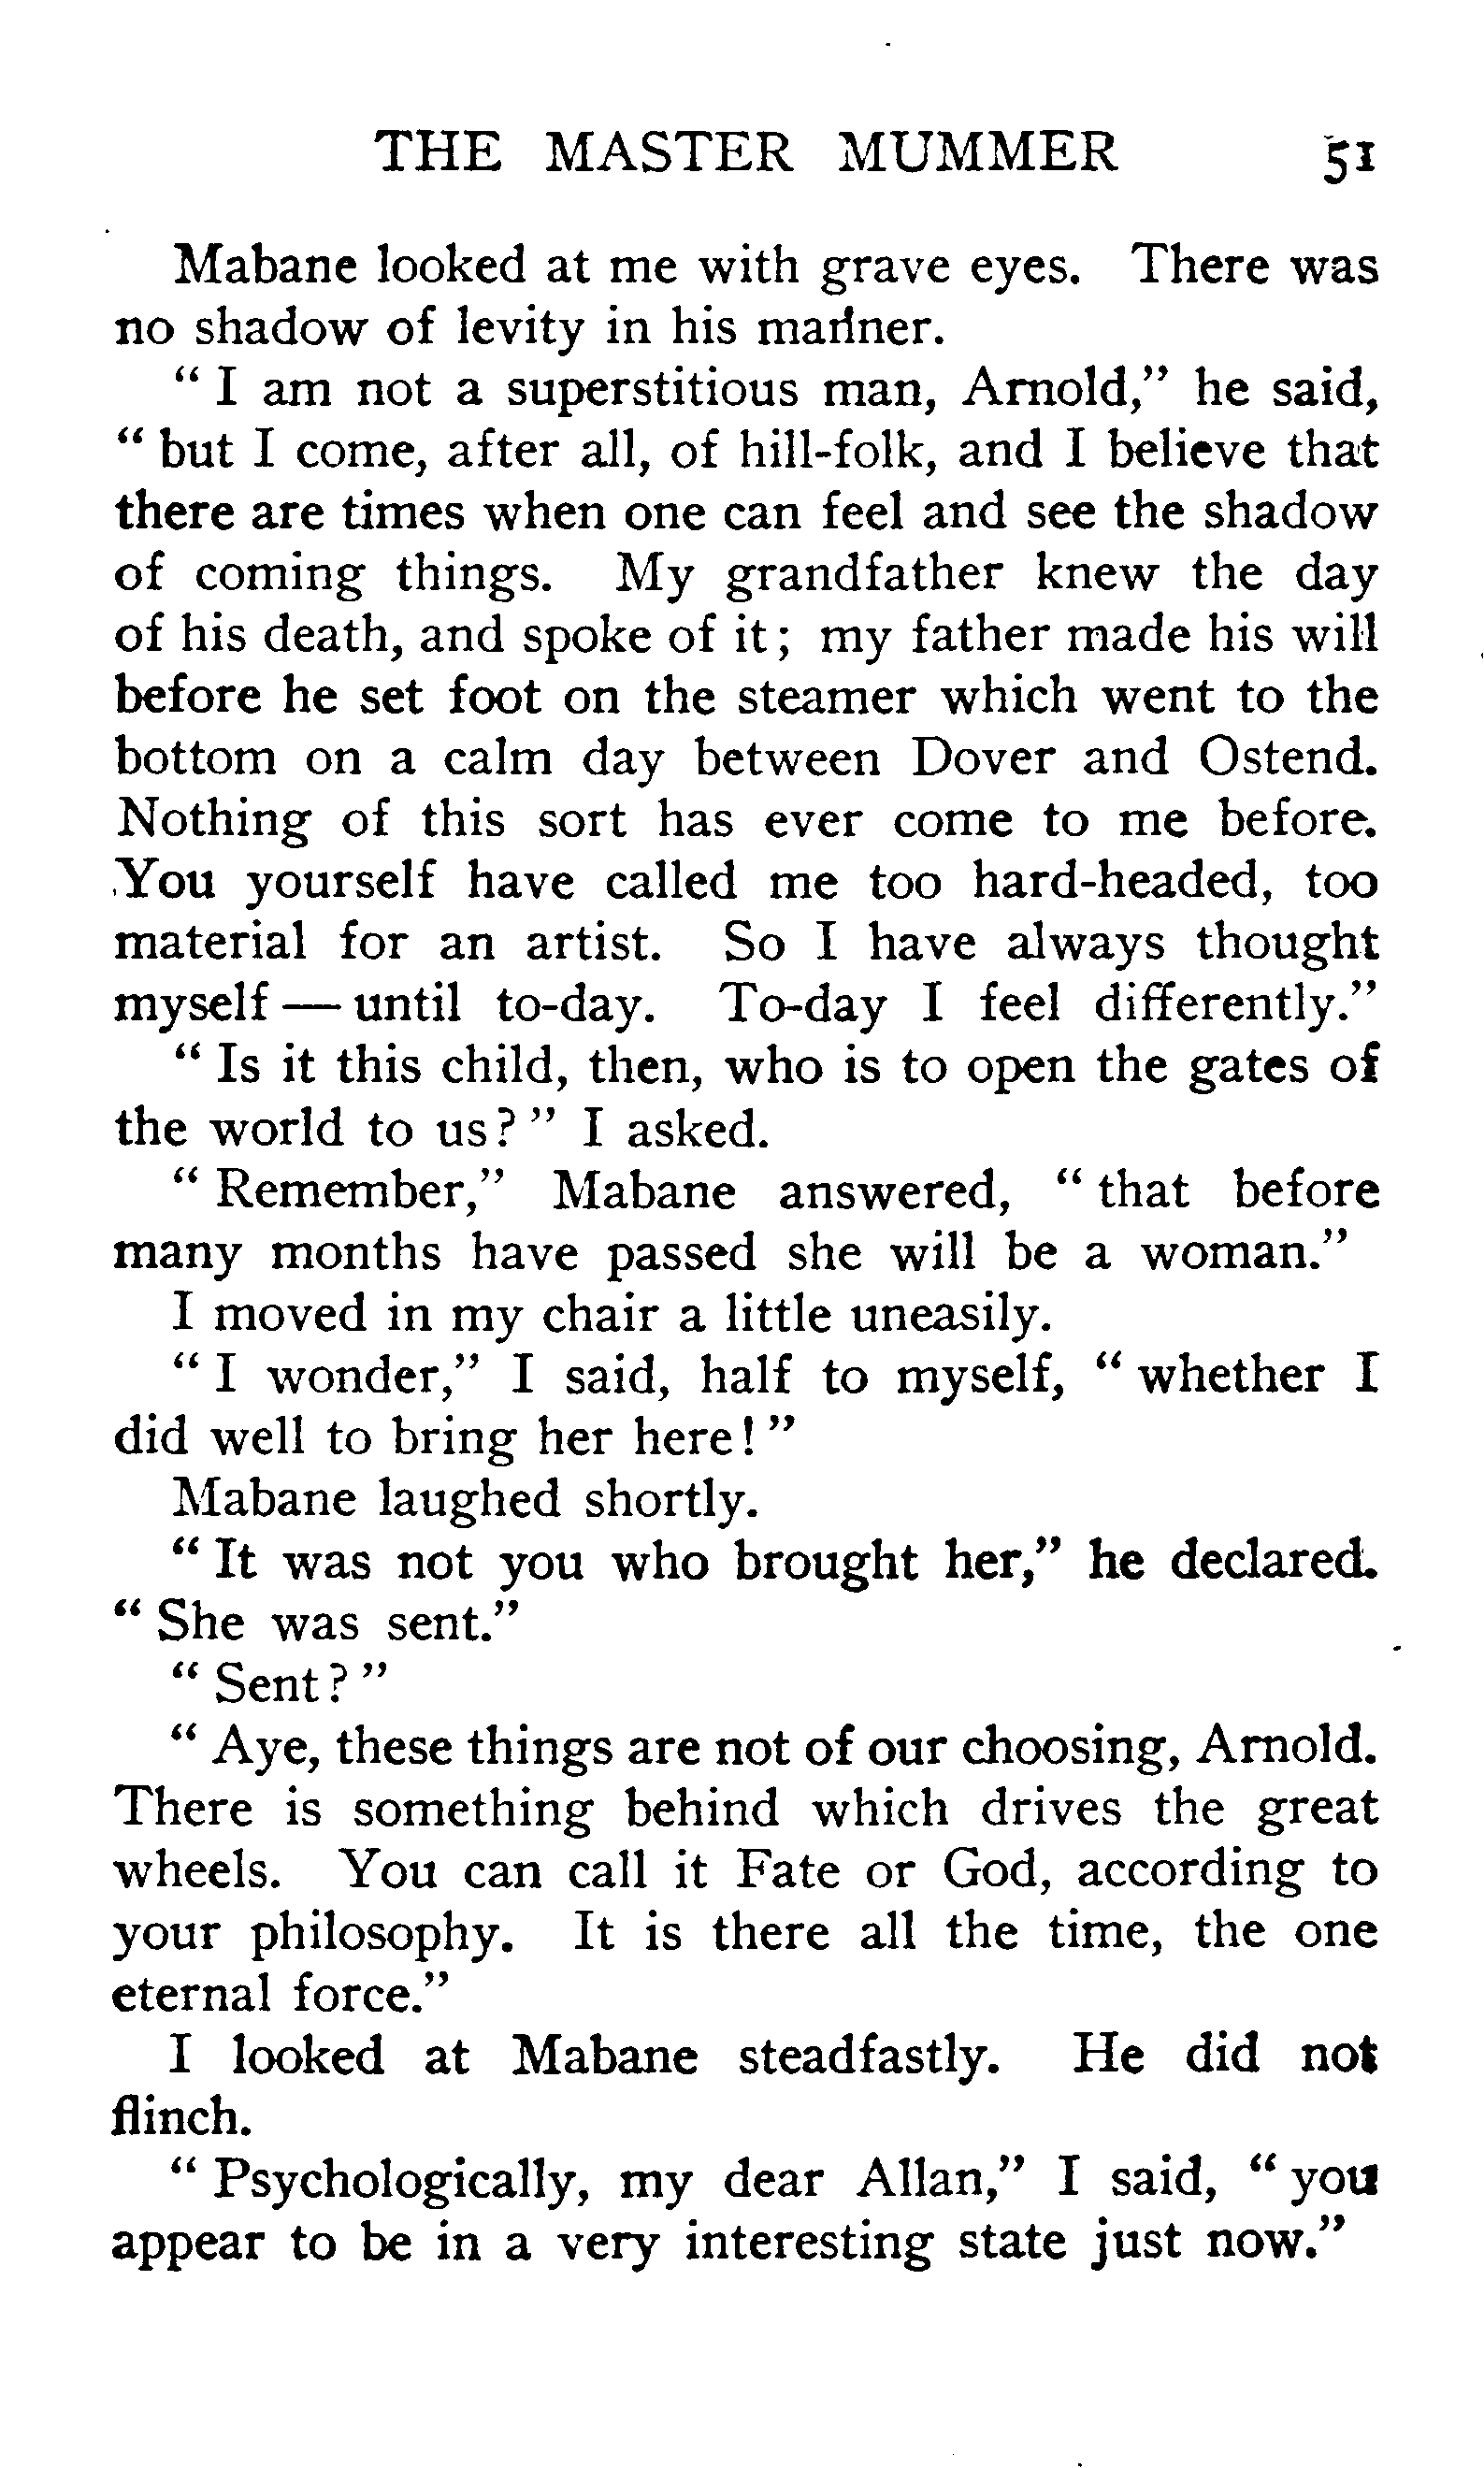 THE MASTER MUMMER 51
Mabane looked at me with grave eyes. There was
no shadow of levity in his manner.
" I am not a superstitious man, Arnold," he said,
" but I come, after all, of hill-folk, and I believe that
there are times when one can feel and see the shadow
of coming things. My grandfather knew the day
of his death, and spoke of it; my father made his will
before he set foot on the steamer which went to the
bottom on a calm day between Dover and Ostend.
Nothing of this sort has ever come to me before.
You yourself have called me too hard-headed, too
material for an artist. So I have always thought
myself — until to-day. To-day I feel differently."
" Is it this child, then, who is to open the gates of
the world to us? " I asked.
" Remember," Mabane answered, " that before
many months have passed she will be a woman."
I moved in my chair a little uneasily.
" I wonder," I said, half to myself, " whether I
did well to bring her here! "
Mabane laughed shortly.
" It was not you who brought her," he declared.
" She was sent."
" Sent? "
" Aye, these things are not of our choosing, Arnold.
There is something behind which drives the great
wheels. You can call it Fate or God, according to
your philosophy. It is there all the time, the one
eternal force."
I looked at Mabane steadfastly. He did not
flinch.
" Psychologically, my dear Allan," I said, " you
appear to be in a very interesting state just now."